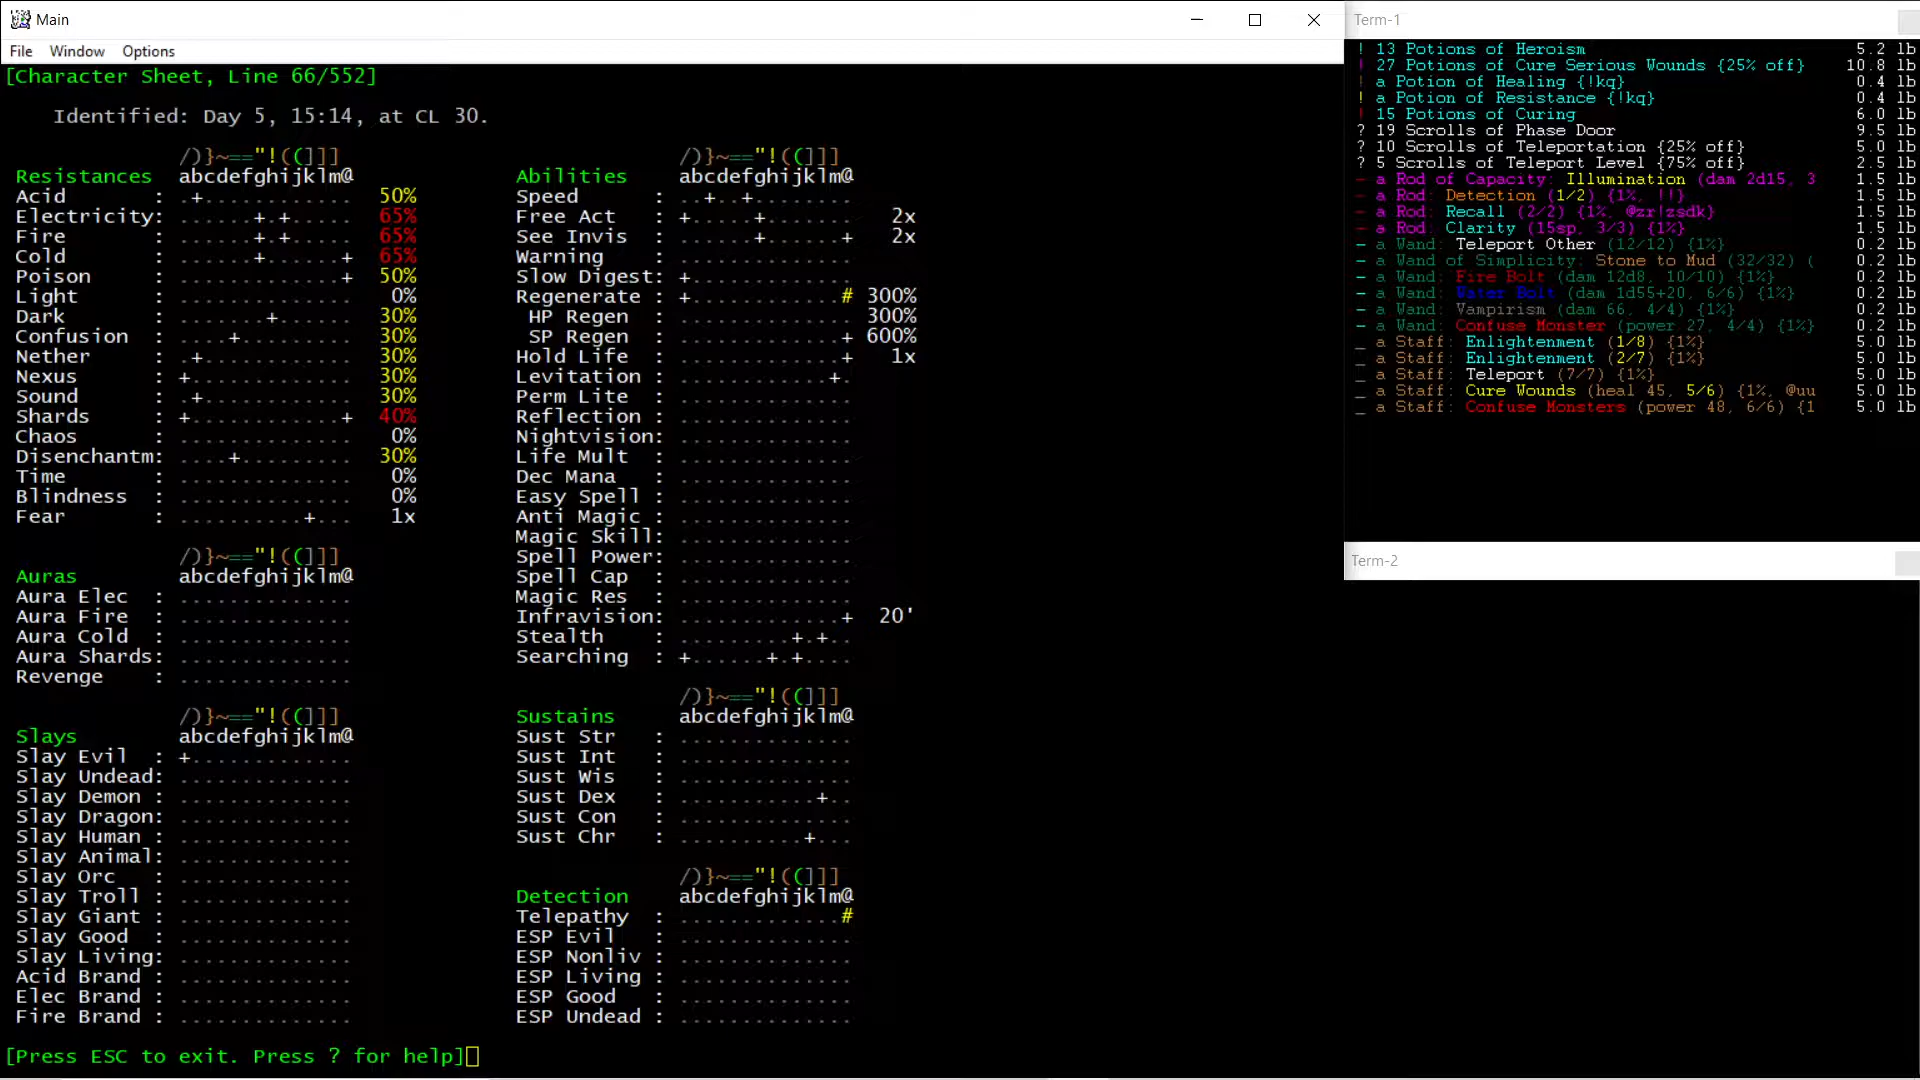 Main
File Window Options
[Character Sheet, Line 66/552]
Identified: Day 5, 15:14, at CL 30.
/)}~=="!((]]]
Resistances abcdefghijklm@
Acid : .+............ 50%
Electricity: ......+.+..... 65%
Fire : ......+.+..... 65%
Cold : ......+......+ 65%
Poison : .............+ 50%
Light : .............. 0%
Dark : .......+...... 30%
Confusion : ....+......... 30%
Nether : .+............ 30%
Nexus : +............. 30%
Sound : .+............ 30%
Shards : +............+ 40%
Chaos : .............. 0%
Disenchantm: ....+......... 30%
Time : .............. 0%
Blindness : .............. 0%
Fear : ..........+... 1x
/)}~=="!((]]]
Auras abcdefghijklm@
Aura Elec : ..............
Aura Fire : ..............
Aura Cold : ..............
Aura Shards: ..............
Revenge : ..............
/)}~=="!((]]]
Slays abcdefghijklm@
Slay Evil : +.............
Slay Undead: ..............
Slay Demon : ..............
Slay Dragon: ..............
Slay Human : ..............
Slay Animal: ..............
Slay Orc : ..............
Slay Troll : ..............
Slay Giant : ..............
Slay Good : ..............
Slay Living: ..............
Acid Brand : ..............
Elec Brand : ..............
Fire Brand : ..............
/)}~=="!((]]]
Abilities abcdefghijklm@
Speed : ..+..+........
Free Act : +.....+....... 2x
See Invis : ......+......+ 2x
Warning : ..............
Slow Digest: +.............
Regenerate : +............# 300%
HP Regen : .............. 300%
SP Regen : .............+ 600%
Hold Life : .............+ 1x
Levitation : ............+.
Perm Lite : ..............
Reflection : ..............
Nightvision: ..............
Life Mult : ..............
Dec Mana : ..............
Easy Spell : ..............
Anti Magic : ..............
Magic Skill: ..............
Spell Power: ..............
Spell Cap : ..............
Magic Res : ..............
Infravision: .............+ 20'
Stealth : .........+.+..
Searching : +......+.+....
/)}~=="!((]]]
Sustains abcdefghijklm@
Sust Str : ..............
Sust Int : ..............
Sust Wis : ..............
Sust Dex : ...........+..
Sust Con : ..............
Sust Chr : ..........+...
/)}~=="!((]]]
Detection abcdefghijklm@
Telepathy : .............#
ESP Evil : ..............
ESP Nonliv : ..............
ESP Living : ..............
ESP Good : ..............
ESP Undead : ..............
[Press ESC to exit. Press ? for help]
Term-1
! 13 Potions of Heroism 5.2 lb
! 27 Potions of Cure Serious Wounds {25% off} 10.8 lb
! a Potion of Healing {!kq} 0.4 lb
! a Potion of Resistance {!kq} 0.4 lb
! 15 Potions of Curing 6.0 lb
? 19 Scrolls of Phase Door 9.5 lb
? 10 Scrolls of Teleportation {25% off} 5.0 lb
? 5 Scrolls of Teleport Level {75% off} 2.5 lb
- a Rod of Capacity: Illumination (dam 2d15, 3 1.5 lb
- a Rod: Detection (1/2) {1%, !!} 1.5 lb
- a Rod: Recall (2/2) {1%, @zr!zsdk} 1.5 lb
- a Rod: Clarity (15sp, 3/3) {1%} 1.5 lb
- a Wand: Teleport Other (12/12) {1%} 0.2 lb
- a Wand of Simplicity: Stone to Mud (32/32) ( 0.2 lb
- a Wand: Fire Bolt (dam 12d8, 10/10) {1%} 0.2 lb
- a Wand: Water Bolt (dam 1d55+20, 6/6) {1%} 0.2 lb
- a Wand: Vampirism (dam 66, 4/4) {1%} 0.2 lb
- a Wand: Confuse Monster (power 27, 4/4) {1%} 0.2 lb
_ a Staff: Enlightenment (1/8) {1%} 5.0 lb
_ a Staff: Enlightenment (2/7) {1%} 5.0 lb
_ a Staff: Teleport (7/7) {1%} 5.0 lb
_ a Staff: Cure Wounds (heal 45, 5/6) {1%, @uu 5.0 lb
_ a Staff: Confuse Monsters (power 48, 6/6) {1 5.0 lb
Term-2